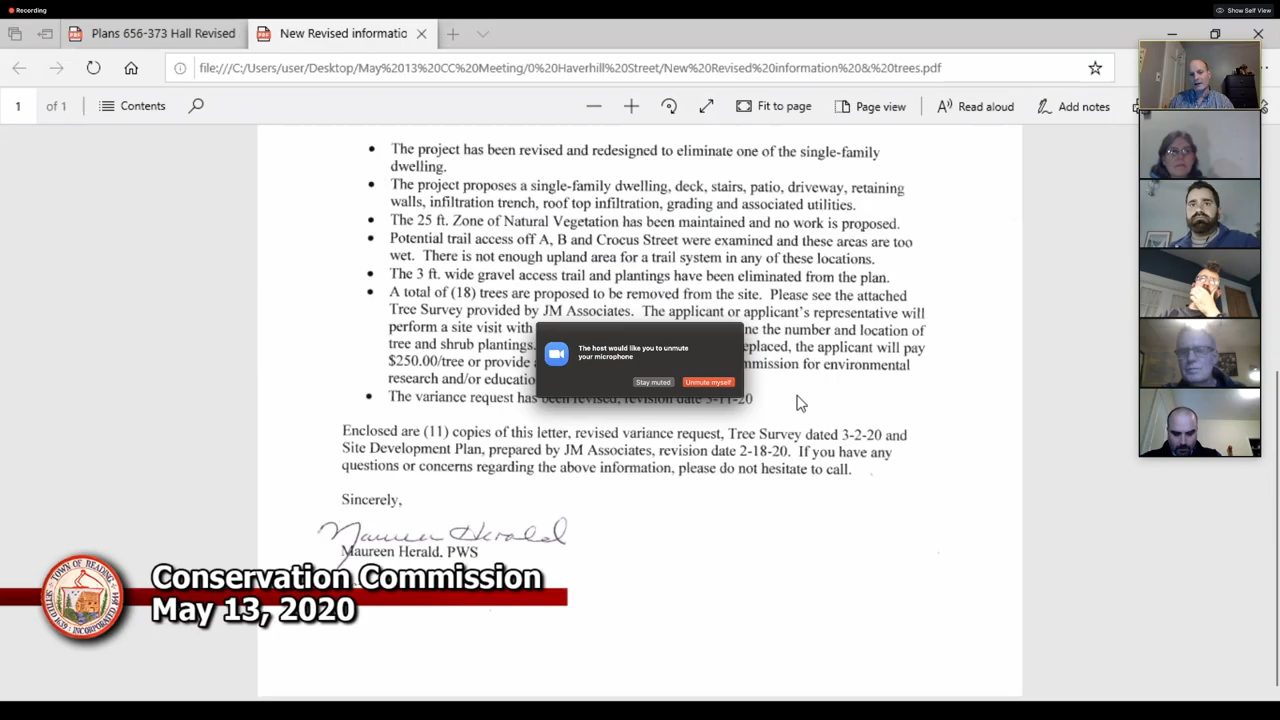 Recording
Show Self View
Plans 656-373 Hall Revised
New Revised informatio
file:///C:/Users/user/Desktop/May%2013%20CC%20Meeting/0%20Haverhill%20Street/New%20Revised%20information%20&%20trees.pdf
1 of 1 Contents Fit to page Page view Read aloud Add notes
• The project has been revised and redesigned to eliminate one of the single-family
dwelling.
• The project proposes a single-family dwelling, deck, stairs, patio, driveway, retaining
walls, infiltration trench, roof top infiltration, grading and associated utilities.
• The 25 ft. Zone of Natural Vegetation has been maintained and no work is proposed.
• Potential trail access off A, B and Crocus Street were examined and these areas are too
wet. There is not enough upland area for a trail system in any of these locations.
• The 3 ft. wide gravel access trail and plantings have been eliminated from the plan.
• A total of (18) trees are proposed to be removed from the site. Please see the attached
Tree Survey provided by JM Associates. The applicant or applicant's representative will
perform a site visit with ne the number and location of
tree and shrub plantings. eplaced, the applicant will pay
$250.00/tree or provide mmission for environmental
research and/or educatio
• The variance request has been revised, revision date 3-11-20
The host would like you to unmute
your microphone
Stay muted Unmute myself
Enclosed are (11) copies of this letter, revised variance request, Tree Survey dated 3-2-20 and
Site Development Plan, prepared by JM Associates, revision date 2-18-20. If you have any
questions or concerns regarding the above information, please do not hesitate to call.
Sincerely,
Maureen Herald
Maureen Herald, PWS
Conservation Commission
May 13, 2020
TOWN OF READING